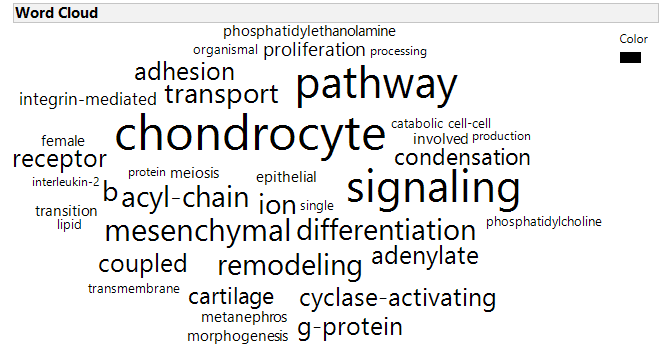 Word Cloud
phosphatidylethanolamine
Color
organismal proliferation processing
adhesion pathway
integrin-mediated transport
chondrocyte catabolic cell-cell
female involved production
receptor condensation
interleukin-2 protein meiosis epithelial signaling
b acyl-chain ion single
transition phosphatidylcholine
lipid mesenchymal differentiation
coupled remodeling adenylate
transmembrane cartilage cyclase-activating
metanephros g-protein
morphogenesis